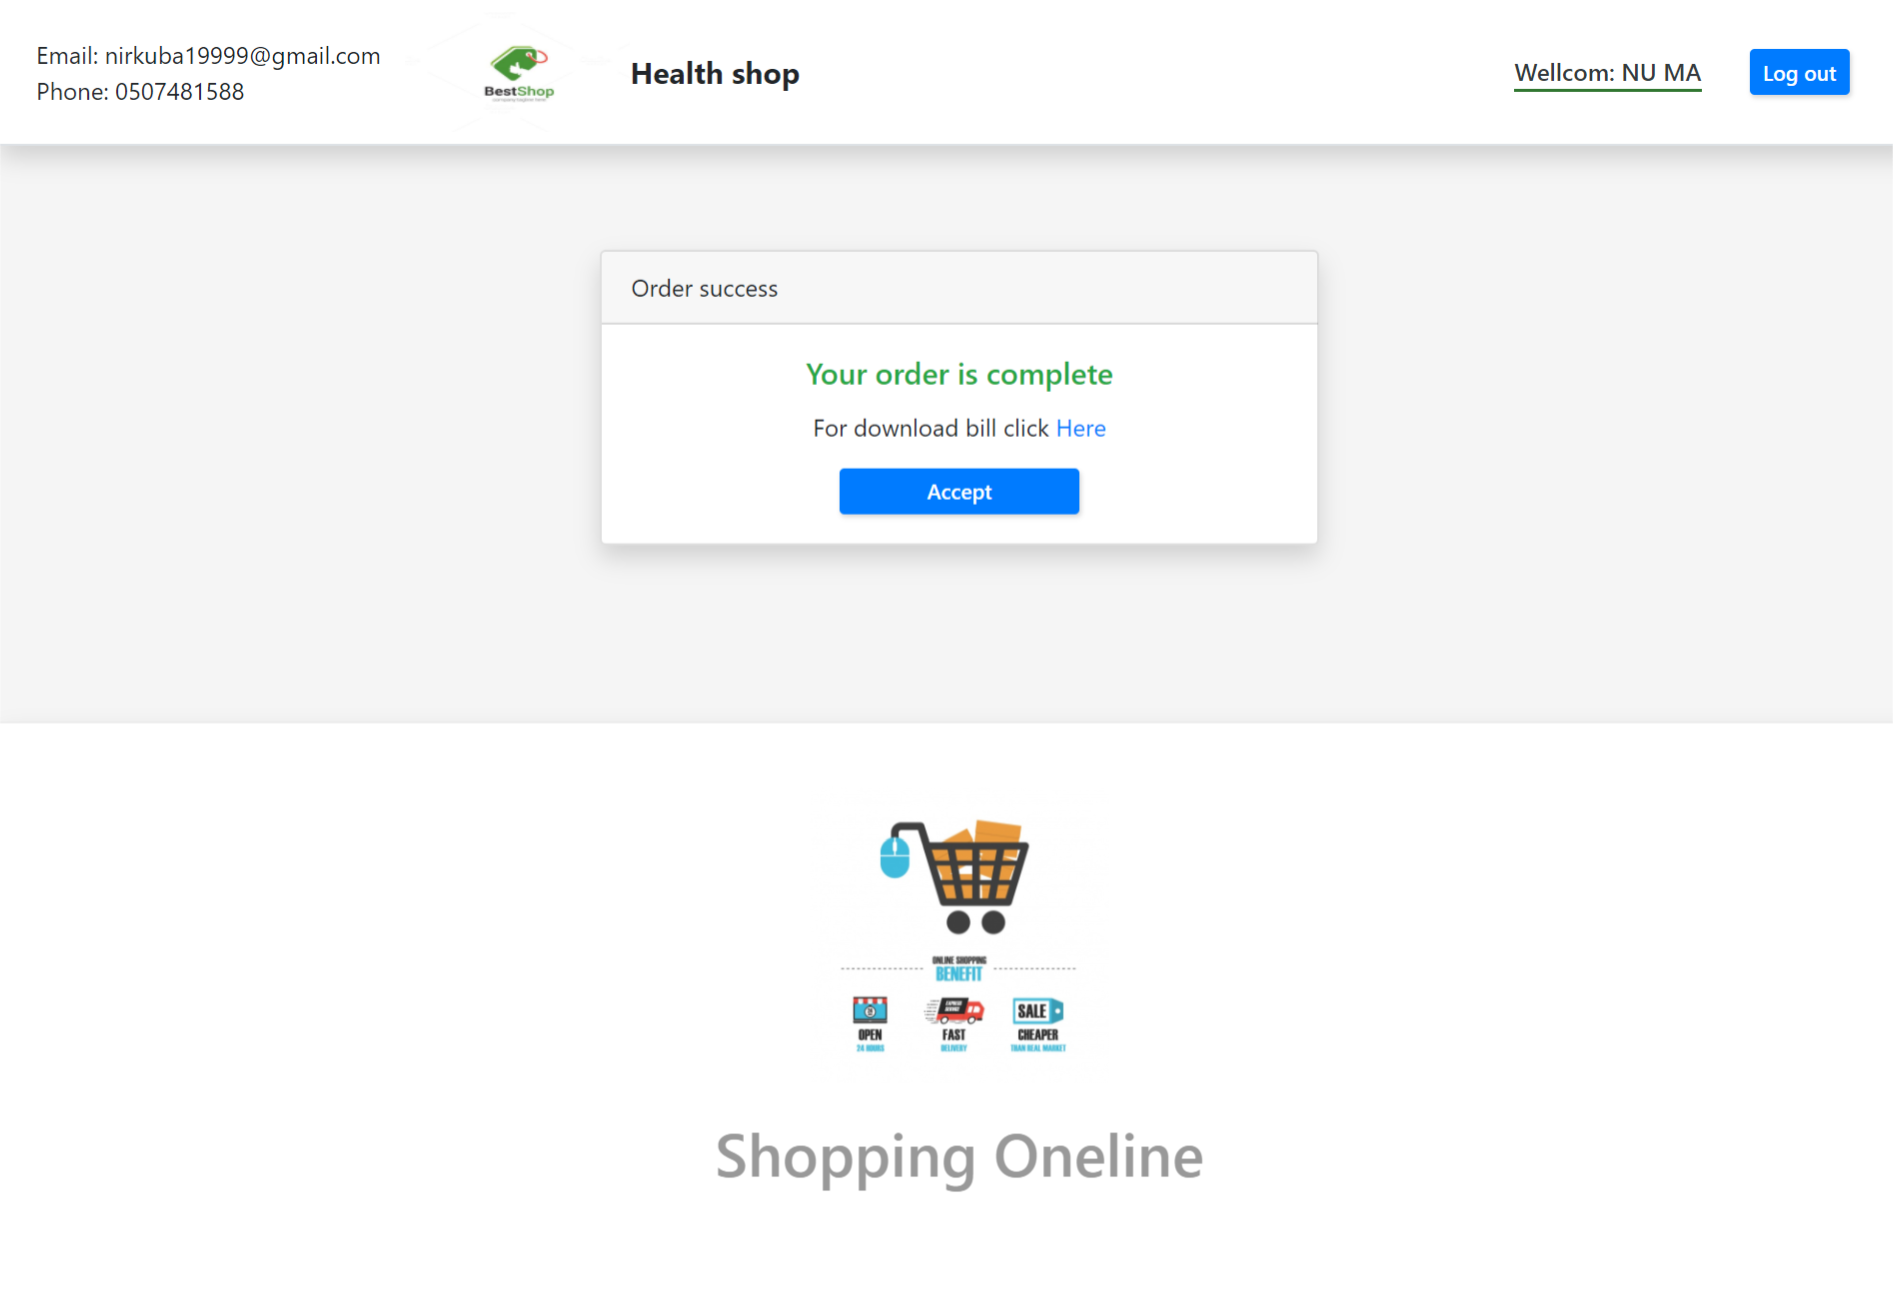 Email: nirkuba19999@gmail.com
Phone: 0507481588
BestShop
Health shop
Wellcom: NU MA
Log out
Order success
Your order is complete
For download bill click Here
Accept
ONLINE SHOPPING
BENEFIT
EXPRESS
SERVICE
SALE
OPEN
24 HOURS
FAST
DELIVERY
CHEAPER
THAN REAL MARKET
Shopping Oneline